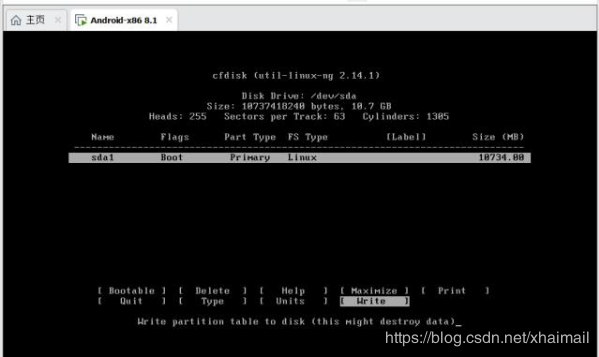 主页 × Android-x86 8.1 ×
cfdisk (util-linux-ng 2.14.1)
Disk Drive: /dev/sda
Size: 10737418240 bytes, 10.7 GB
Heads: 255 Sectors per Track: 63 Cylinders: 1305
Name Flags Part Type FS Type [Label] Size (MB)
sda1 Boot Primary Linux 10734.00
[ Bootable ] [ Delete ] [ Help ] [ Maximize ] [ Print ]
[ Quit ] [ Type ] [ Units ] [ Write ]
Write partition table to disk (this might destroy data)_
https://blog.csdn.net/xhaimail